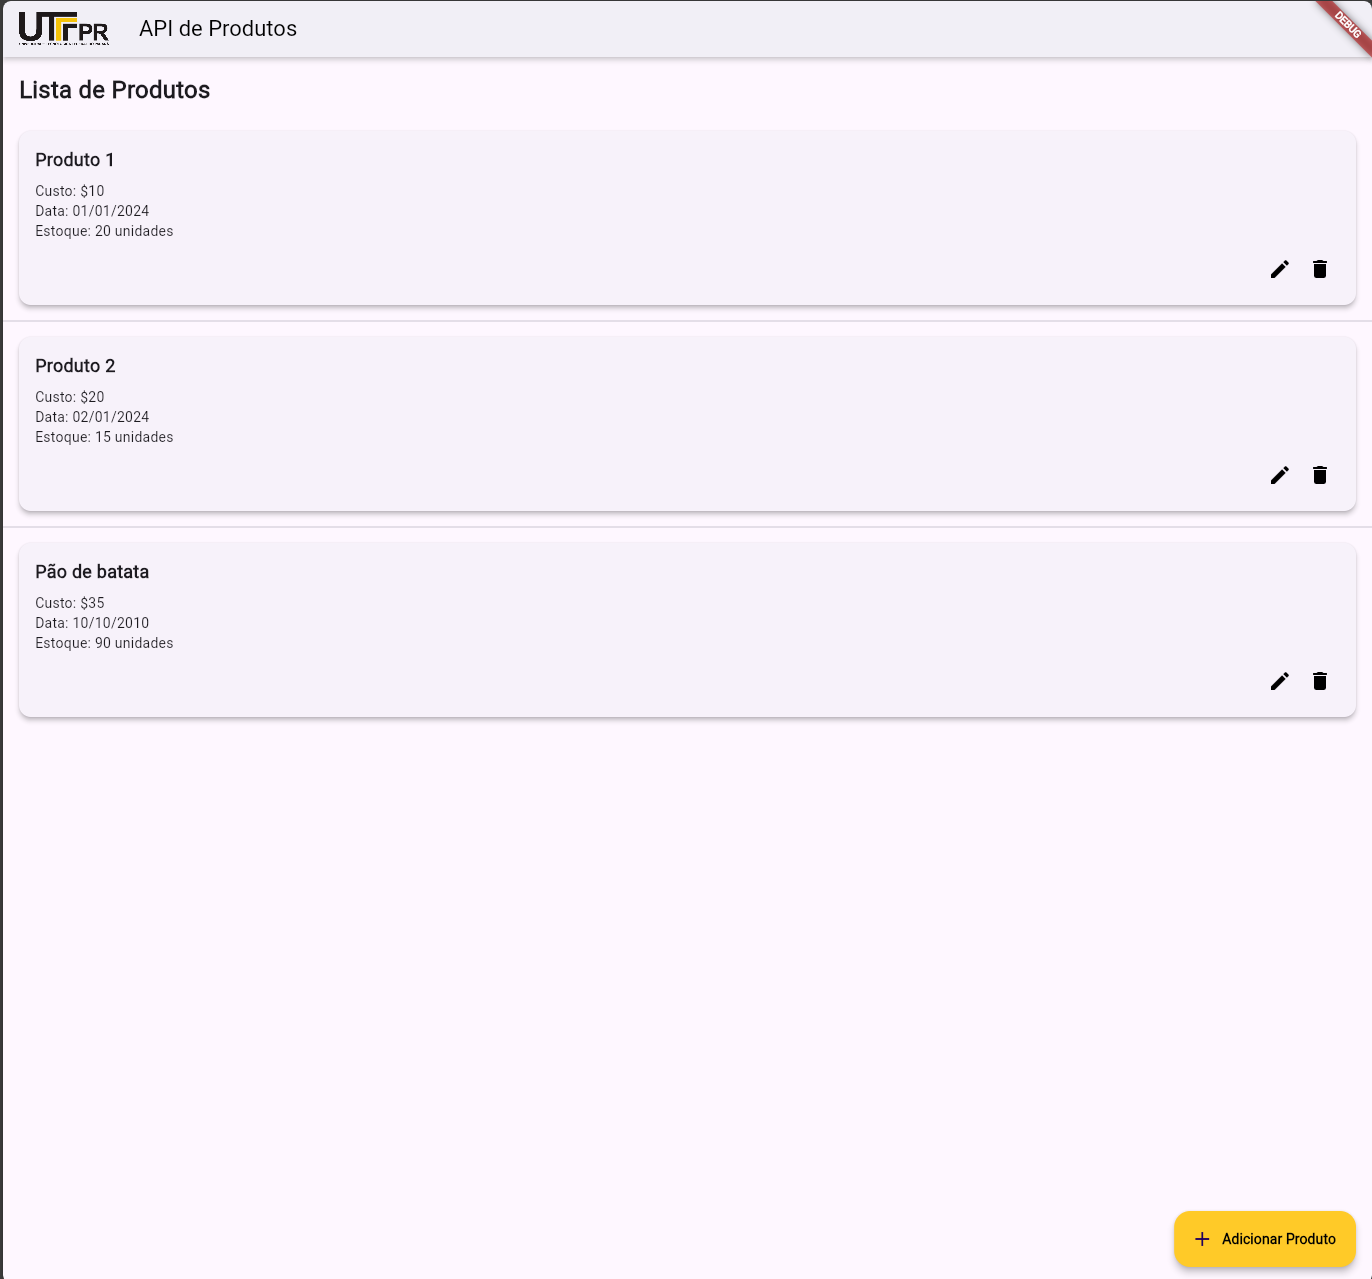 UTFPR
API de Produtos
DEBUG
Lista de Produtos
Produto 1
Custo: $10
Data: 01/01/2024
Estoque: 20 unidades
Produto 2
Custo: $20
Data: 02/01/2024
Estoque: 15 unidades
Pão de batata
Custo: $35
Data: 10/10/2010
Estoque: 90 unidades
Adicionar Produto